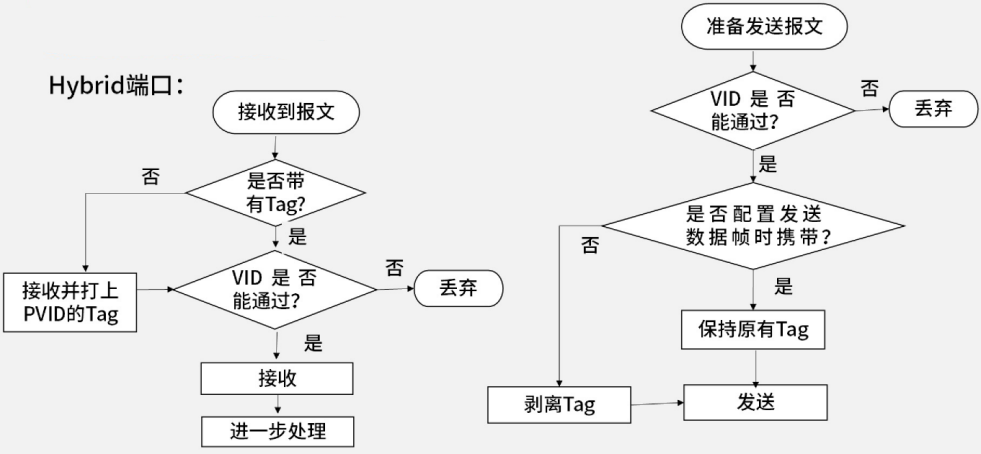 Hybrid端口：
接收到报文
是否带
有Tag?
否
是
接收并打上
PVID的Tag
VID 是 否
能通过?
否
丢弃
是
接收
进一步处理
准备发送报文
VID 是 否
能通过?
否
丢弃
是
是 否 配 置 发 送
数 据 帧 时 携 带 ?
否
是
保持原有Tag
剥离Tag
发送